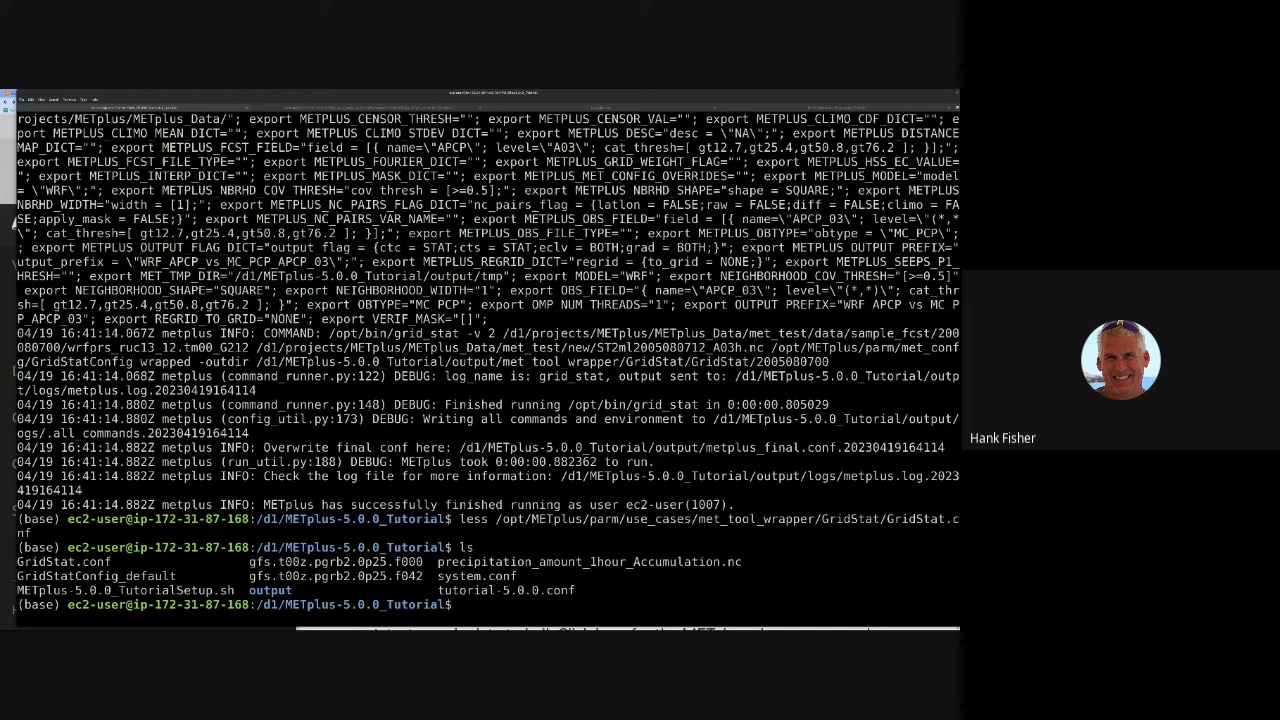 rojects/METplus/METplus_Data/"; export METPLUS_CENSOR_THRESH=""; export METPLUS_CENSOR_VAL=""; export METPLUS_CLIMO_CDF_DICT=""; e
port METPLUS_CLIMO_MEAN_DICT=""; export METPLUS_CLIMO_STDEV_DICT=""; export METPLUS_DESC="desc = \"NA\";"; export METPLUS_DISTANCE
MAP_DICT=""; export METPLUS_FCST_FIELD="field = [{ name=\"APCP\"; level=\"A03\"; cat_thresh=[ gt12.7,gt25.4,gt50.8,gt76.2 ]; }];";
export METPLUS_FCST_FILE_TYPE=""; export METPLUS_FOURIER_DICT=""; export METPLUS_GRID_WEIGHT_FLAG=""; export METPLUS_HSS_EC_VALUE=
"; export METPLUS_INTERP_DICT=""; export METPLUS_MASK_DICT=""; export METPLUS_MET_CONFIG_OVERRIDES=""; export METPLUS_MODEL="model
= \"WRF\";"; export METPLUS_NBRHD_COV_THRESH="cov_thresh = [>=0.5];"; export METPLUS_NBRHD_SHAPE="shape = SQUARE;"; export METPLUS
NBRHD_WIDTH="width = [1];"; export METPLUS_NC_PAIRS_FLAG_DICT="nc_pairs_flag = {latlon = FALSE;raw = FALSE;diff = FALSE;climo = FA
SE;apply_mask = FALSE;}"; export METPLUS_NC_PAIRS_VAR_NAME=""; export METPLUS_OBS_FIELD="field = [{ name=\"APCP_03\"; level=\"(*,*
\"; cat_thresh=[ gt12.7,gt25.4,gt50.8,gt76.2 ]; }];"; export METPLUS_OBS_FILE_TYPE=""; export METPLUS_OBTYPE="obtype = \"MC_PCP\";
; export METPLUS_OUTPUT_FLAG_DICT="output_flag = {ctc = STAT;cts = STAT;eclv = BOTH;grad = BOTH;}"; export METPLUS_OUTPUT_PREFIX="
utput_prefix = \"WRF_APCP_vs_MC_PCP_APCP_03\";"; export METPLUS_REGRID_DICT="regrid = {to_grid = NONE;}"; export METPLUS_SEEPS_P1_
HRESH=""; export MET_TMP_DIR="/d1/METplus-5.0.0_Tutorial/output/tmp"; export MODEL="WRF"; export NEIGHBORHOOD_COV_THRESH="[>=0.5]"
export NEIGHBORHOOD_SHAPE="SQUARE"; export NEIGHBORHOOD_WIDTH="1"; export OBS_FIELD="{ name=\"APCP_03\"; level=\"(*,*)\"; cat_thr
sh=[ gt12.7,gt25.4,gt50.8,gt76.2 ]; }"; export OBTYPE="MC_PCP"; export OMP_NUM_THREADS="1"; export OUTPUT_PREFIX="WRF_APCP_vs_MC_P
P_APCP_03"; export REGRID_TO_GRID="NONE"; export VERIF_MASK="[]";
04/19 16:41:14.067Z metplus INFO: COMMAND: /opt/bin/grid_stat -v 2 /d1/projects/METplus/METplus_Data/met_test/data/sample_fcst/200
080700/wrfprs_ruc13_12.tm00_G212 /d1/projects/METplus/METplus_Data/met_test/new/ST2ml2005080712_A03h.nc /opt/METplus/parm/met_conf
g/GridStatConfig_wrapped -outdir /d1/METplus-5.0.0_Tutorial/output/met_tool_wrapper/GridStat/GridStat/2005080700
04/19 16:41:14.068Z metplus (command_runner.py:122) DEBUG: log_name is: grid_stat, output sent to: /d1/METplus-5.0.0_Tutorial/outp
t/logs/metplus.log.20230419164114
04/19 16:41:14.880Z metplus (command_runner.py:148) DEBUG: Finished running /opt/bin/grid_stat in 0:00:00.805029
04/19 16:41:14.880Z metplus (config_util.py:173) DEBUG: Writing all commands and environment to /d1/METplus-5.0.0_Tutorial/output/
ogs/.all_commands.20230419164114
04/19 16:41:14.882Z metplus INFO: Overwrite final conf here: /d1/METplus-5.0.0_Tutorial/output/metplus_final.conf.20230419164114
04/19 16:41:14.882Z metplus (run_util.py:188) DEBUG: METplus took 0:00:00.882362 to run.
04/19 16:41:14.882Z metplus INFO: Check the log file for more information: /d1/METplus-5.0.0_Tutorial/output/logs/metplus.log.2023
419164114
04/19 16:41:14.882Z metplus INFO: METplus has successfully finished running as user ec2-user(1007).
(base) ec2-user@ip-172-31-87-168:/d1/METplus-5.0.0_Tutorial$ less /opt/METplus/parm/use_cases/met_tool_wrapper/GridStat/GridStat.c
nf
(base) ec2-user@ip-172-31-87-168:/d1/METplus-5.0.0_Tutorial$ ls
GridStat.conf gfs.t00z.pgrb2.0p25.f000 precipitation_amount_1hour_Accumulation.nc
GridStatConfig_default gfs.t00z.pgrb2.0p25.f042 system.conf
METplus-5.0.0_TutorialSetup.sh output tutorial-5.0.0.conf
(base) ec2-user@ip-172-31-87-168:/d1/METplus-5.0.0_Tutorial$
Hank Fisher